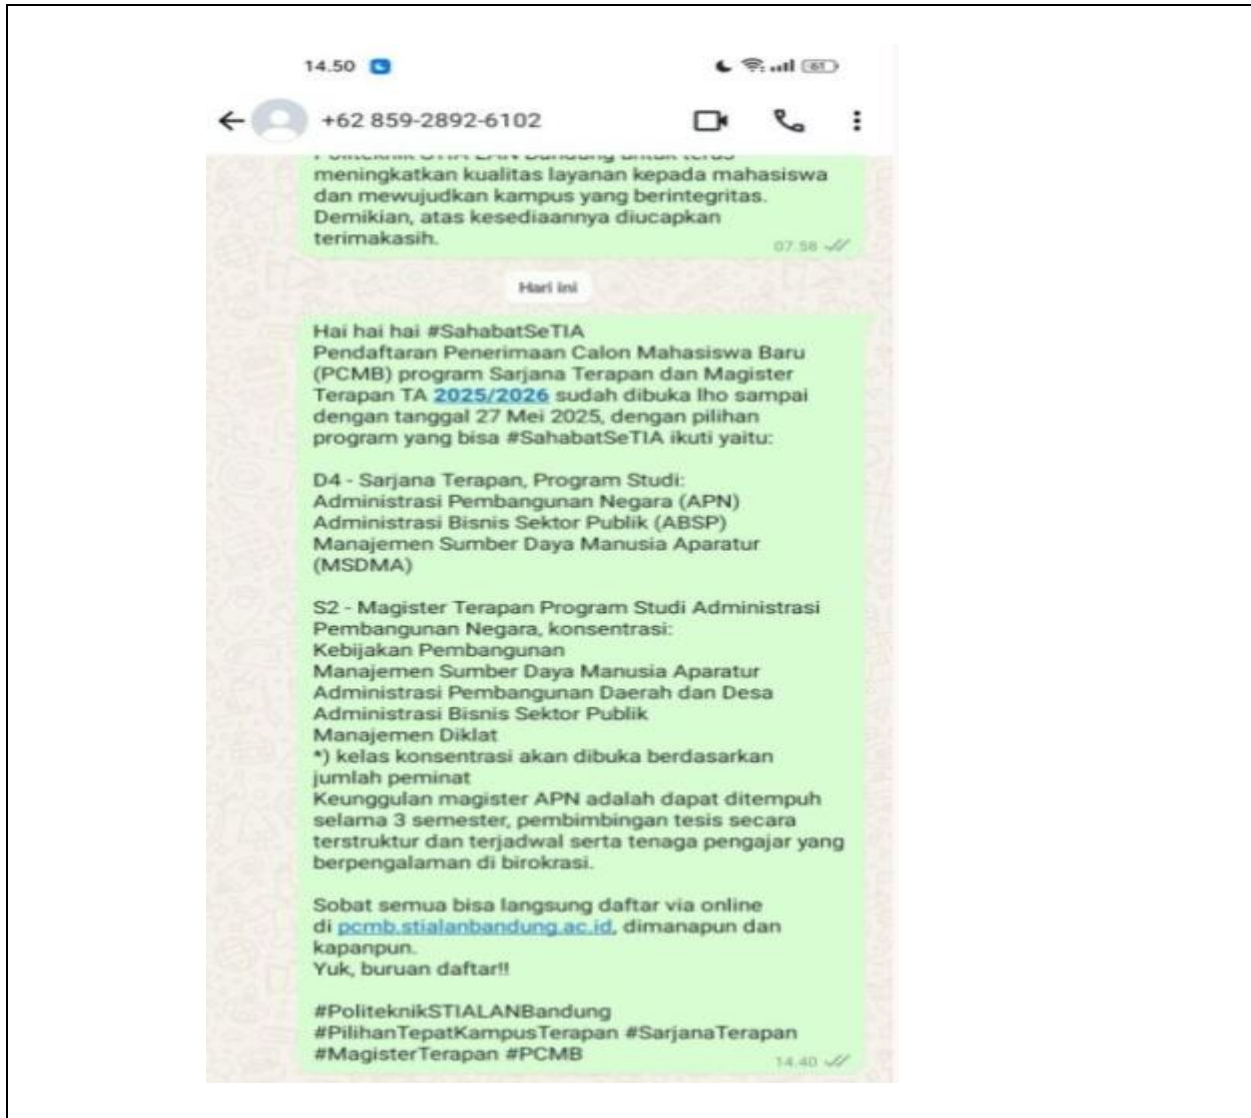 14.50
61
+62 859-2892-6102
Politeknik STIA LAN Bandung untuk terus
meningkatkan kualitas layanan kepada mahasiswa
dan mewujudkan kampus yang berintegritas.
Demikian, atas kesediaannya diucapkan
terimakasih.
07.58
Hari ini
Hai hai hai #SahabatSeTIA
Pendaftaran Penerimaan Calon Mahasiswa Baru
(PCMB) program Sarjana Terapan dan Magister
Terapan TA 2025/2026 sudah dibuka lho sampai
dengan tanggal 27 Mei 2025, dengan pilihan
program yang bisa #SahabatSeTIA ikuti yaitu:
D4 - Sarjana Terapan, Program Studi:
Administrasi Pembangunan Negara (APN)
Administrasi Bisnis Sektor Publik (ABSP)
Manajemen Sumber Daya Manusia Aparatur
(MSDMA)
S2 - Magister Terapan Program Studi Administrasi
Pembangunan Negara, konsentrasi:
Kebijakan Pembangunan
Manajemen Sumber Daya Manusia Aparatur
Administrasi Pembangunan Daerah dan Desa
Administrasi Bisnis Sektor Publik
Manajemen Diklat
*) kelas konsentrasi akan dibuka berdasarkan
jumlah peminat
Keunggulan magister APN adalah dapat ditempuh
selama 3 semester, pembimbingan tesis secara
terstruktur dan terjadwal serta tenaga pengajar yang
berpengalaman di birokrasi.
Sobat semua bisa langsung daftar via online
di pcmb.stialanbandung.ac.id, dimanapun dan
kapanpun.
Yuk, buruan daftar!!
#PoliteknikSTIALANBandung
#PilihanTepatKampusTerapan #SarjanaTerapan
#MagisterTerapan #PCMB
14.40